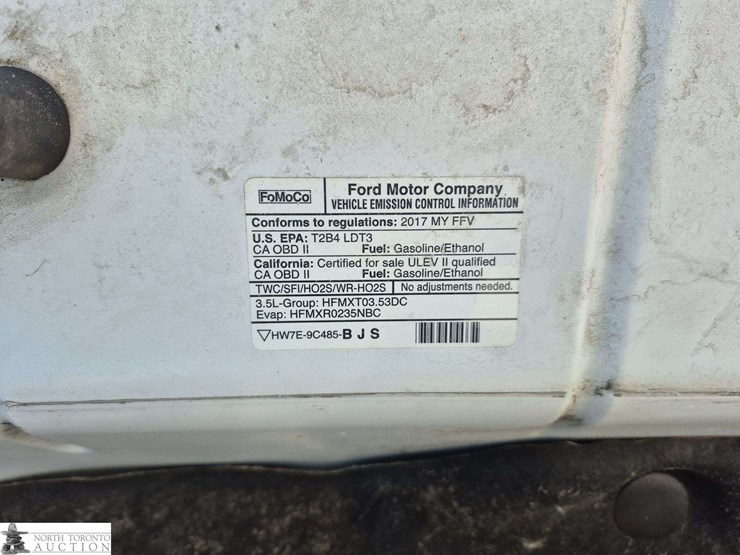 FoMoCo
Ford Motor Company
VEHICLE EMISSION CONTROL INFORMATION
Conforms to regulations: 2017 MY FFV
U.S. EPA: T2B4 LDT3
CA OBD II Fuel: Gasoline/Ethanol
California: Certified for sale ULEV II qualified
CA OBD II Fuel: Gasoline/Ethanol
TWC/SFI/HO2S/WR-HO2S No adjustments needed.
3.5L-Group: HFMXT03.53DC
Evap: HFMXR0235NBC
HW7E-9C485-B J S
NORTH TORONTO
AUCTION